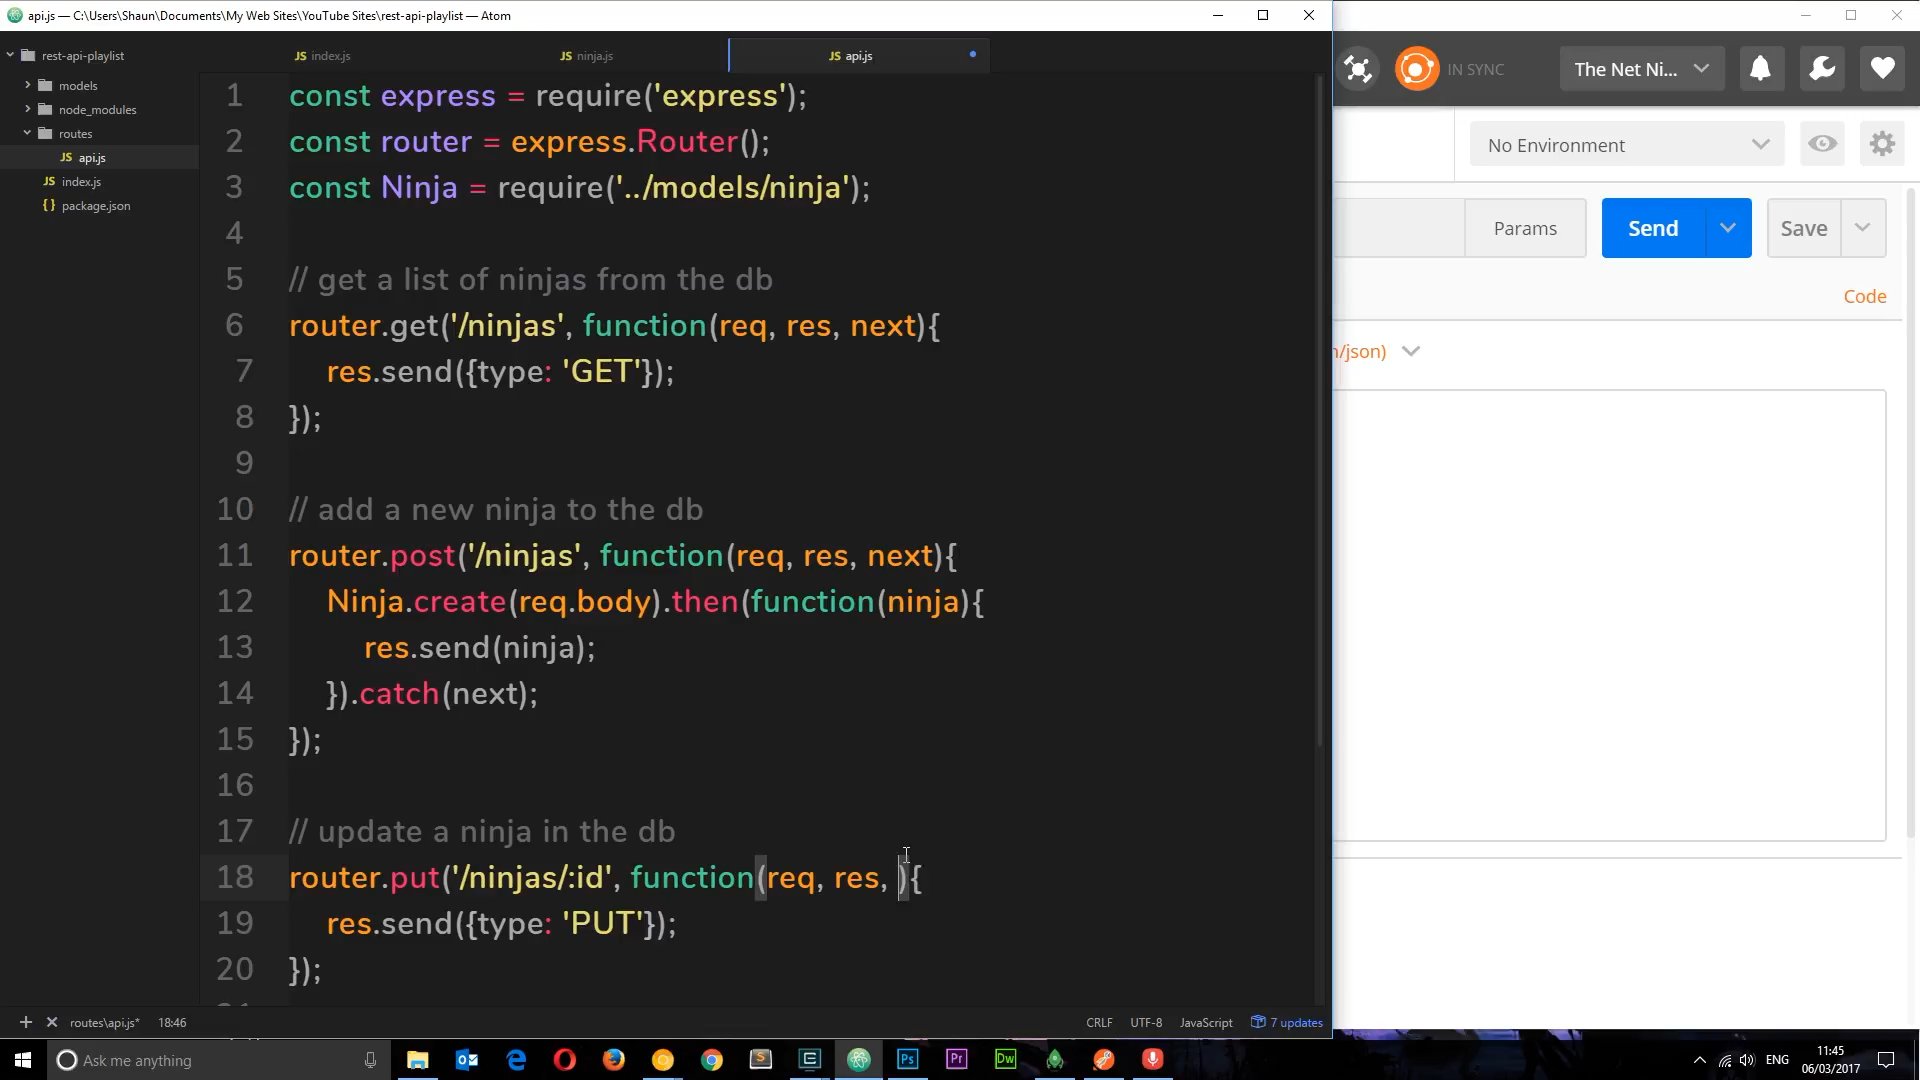 api.js — C:\Users\Shaun\Documents\My Web Sites\YouTube Sites\rest-api-playlist — Atom
rest-api-playlist
models
node_modules
routes
JS api.js
JS index.js
{} package.json
JS index.js
JS ninja.js
JS api.js
1 const express = require('express');
2 const router = express.Router();
3 const Ninja = require('../models/ninja');
4
5 // get a list of ninjas from the db
6 router.get('/ninjas', function(req, res, next){
7 res.send({type: 'GET'});
8 });
9
10 // add a new ninja to the db
11 router.post('/ninjas', function(req, res, next){
12 Ninja.create(req.body).then(function(ninja){
13 res.send(ninja);
14 }).catch(next);
15 });
16
17 // update a ninja in the db
18 router.put('/ninjas/:id', function(req, res, ){
19 res.send({type: 'PUT'});
20 });
routes\api.js* 18:46
CRLF UTF-8 JavaScript 7 updates
IN SYNC
The Net Ni...
No Environment
Params Send Save
Code
n/json)
Ask me anything
Ps Pr Dw
ENG
11:45
06/03/2017